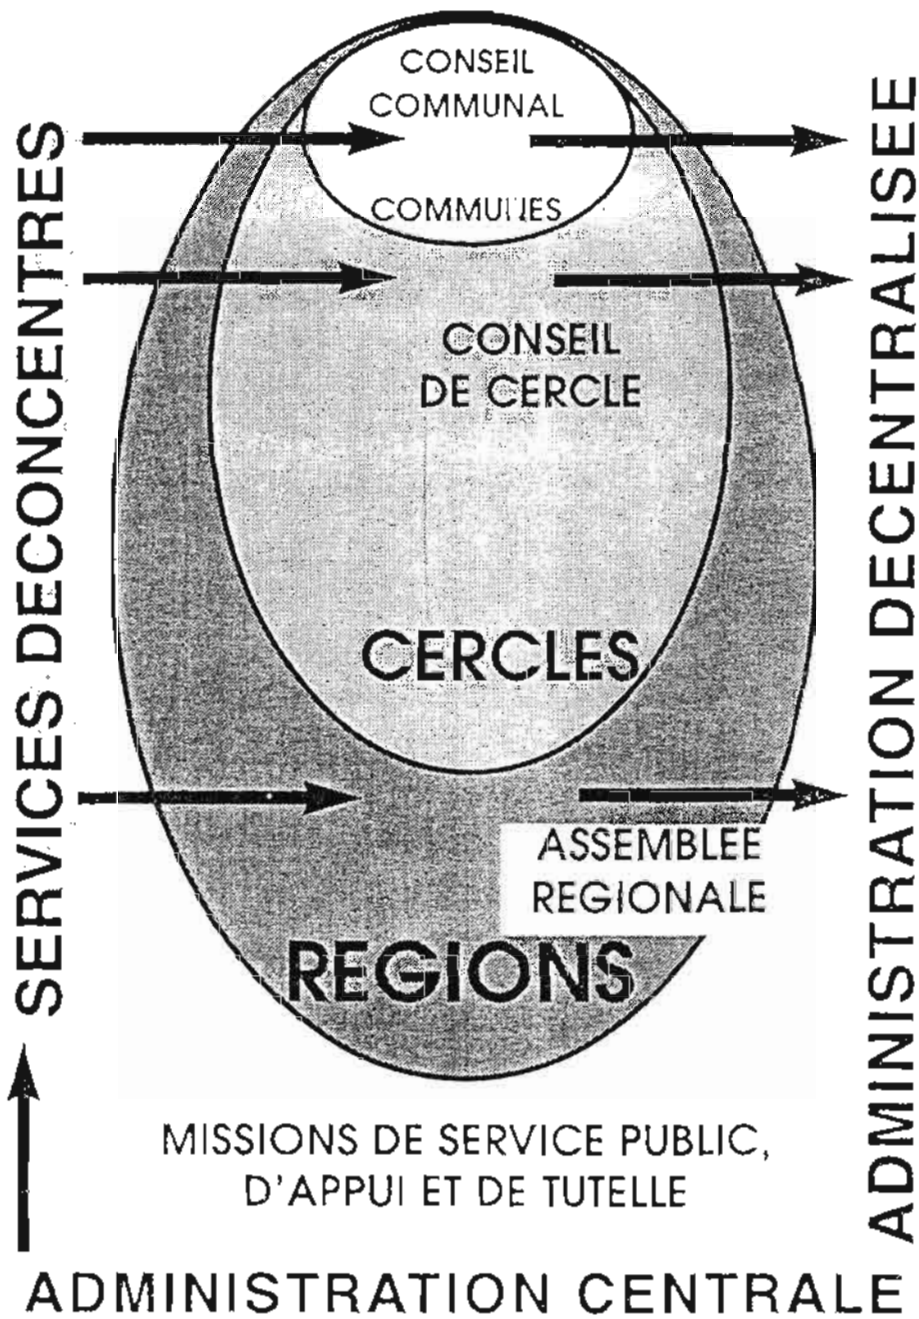 CONSEIL
COMMUNAL
COMMUNES
CONSEIL
DE CERCLE
CERCLES
ASSEMBLEE
REGIONALE
REGIONS
SERVICES DECONCENTRES
ADMINISTRATION DECENTRALISEE
MISSIONS DE SERVICE PUBLIC,
D'APPUI ET DE TUTELLE
ADMINISTRATION CENTRALE